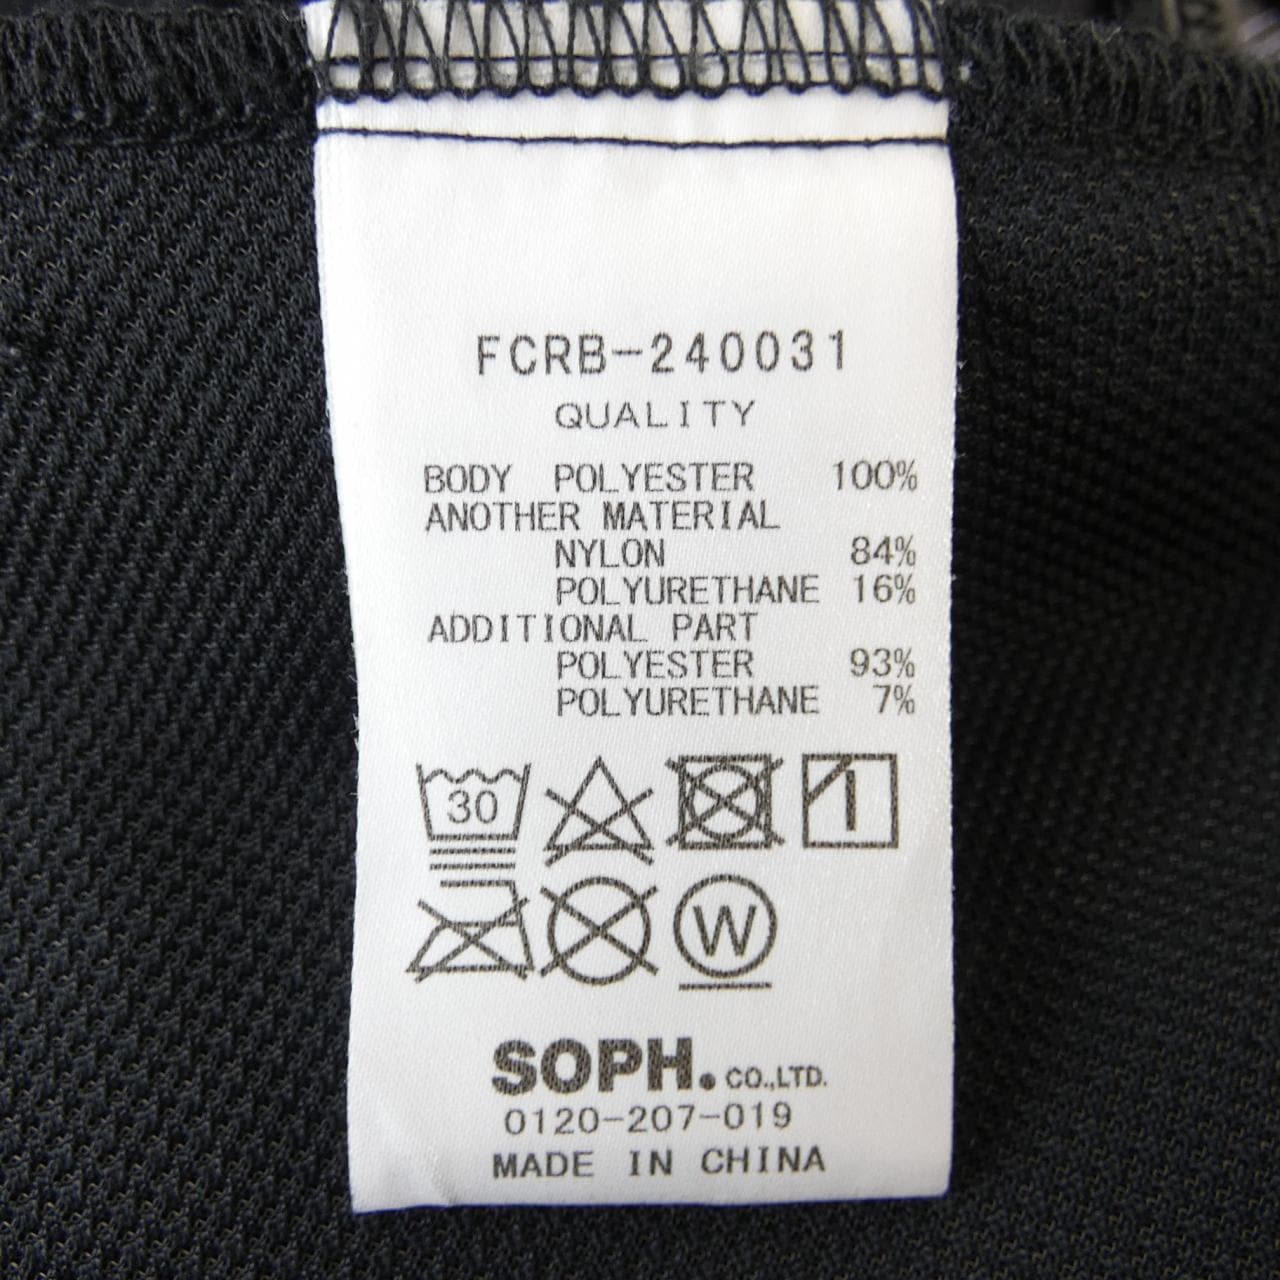 FCRB-240031
QUALITY
BODY POLYESTER 100%
ANOTHER MATERIAL
NYLON 84%
POLYURETHANE 16%
ADDITIONAL PART
POLYESTER 93%
POLYURETHANE 7%
30
W
SOPH. CO.,LTD.
0120-207-019
MADE IN CHINA